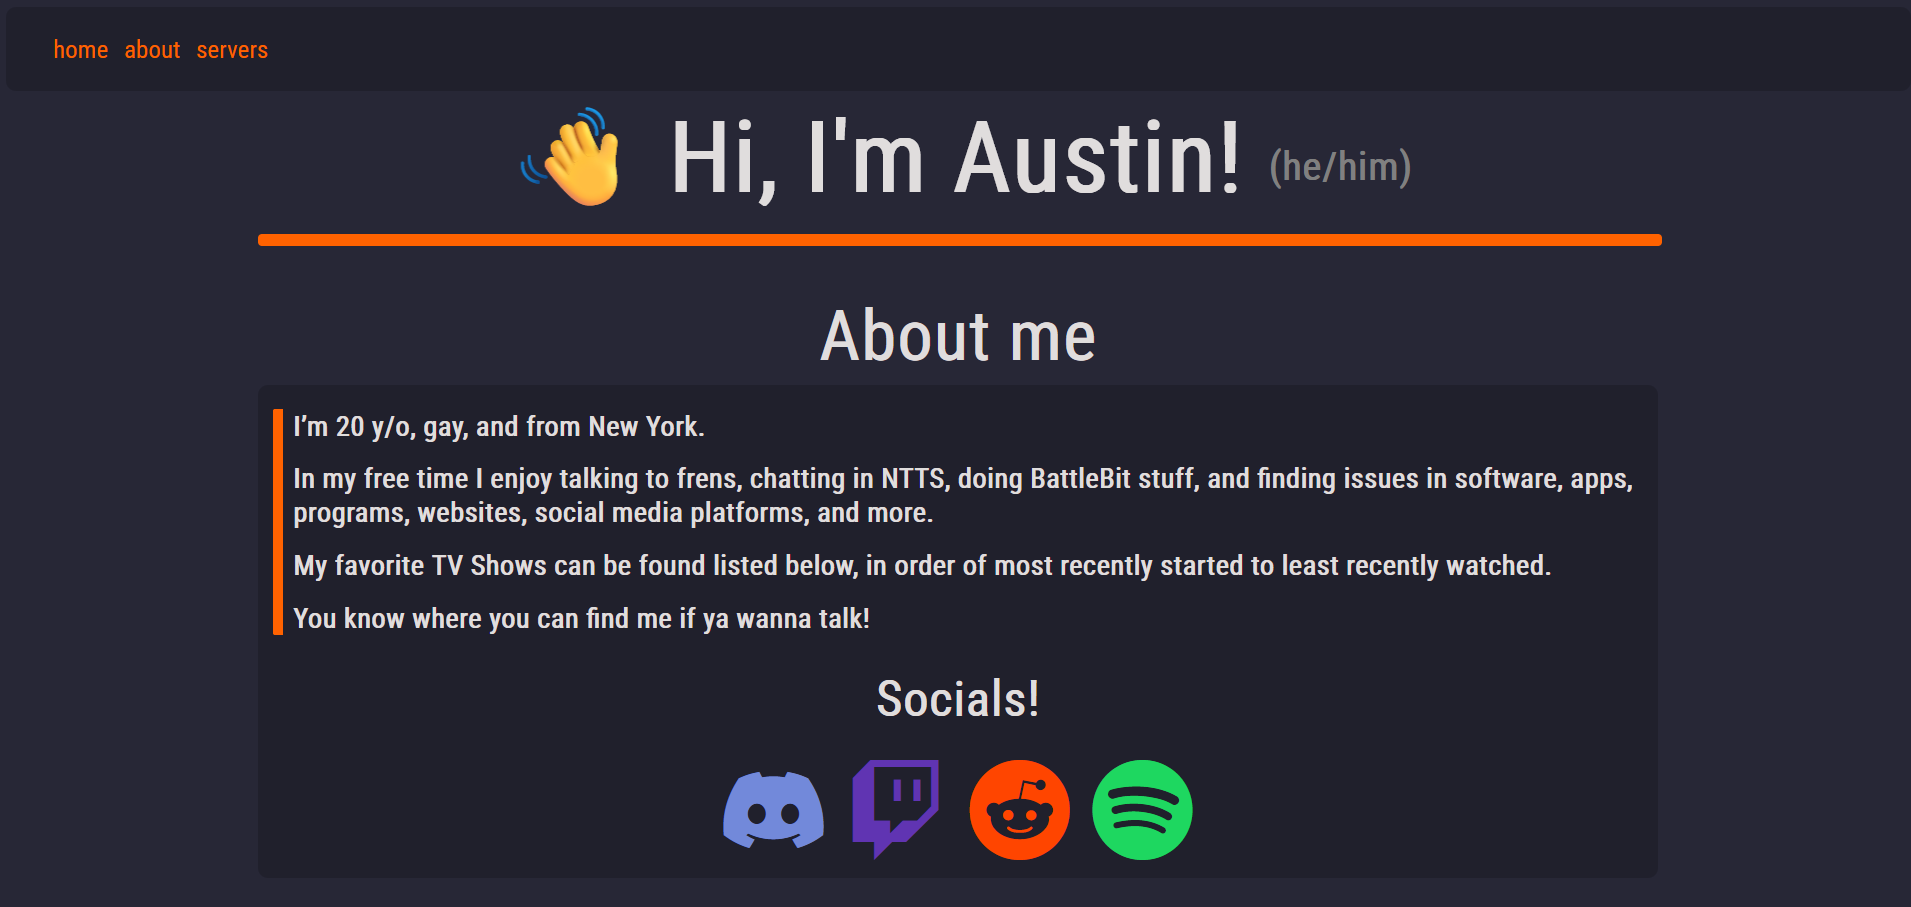 home about servers
Hi, I'm Austin! (he/him)
About me
I’m 20 y/o, gay, and from New York.
In my free time I enjoy talking to frens, chatting in NTTS, doing BattleBit stuff, and finding issues in software, apps,
programs, websites, social media platforms, and more.
My favorite TV Shows can be found listed below, in order of most recently started to least recently watched.
You know where you can find me if ya wanna talk!
Socials!